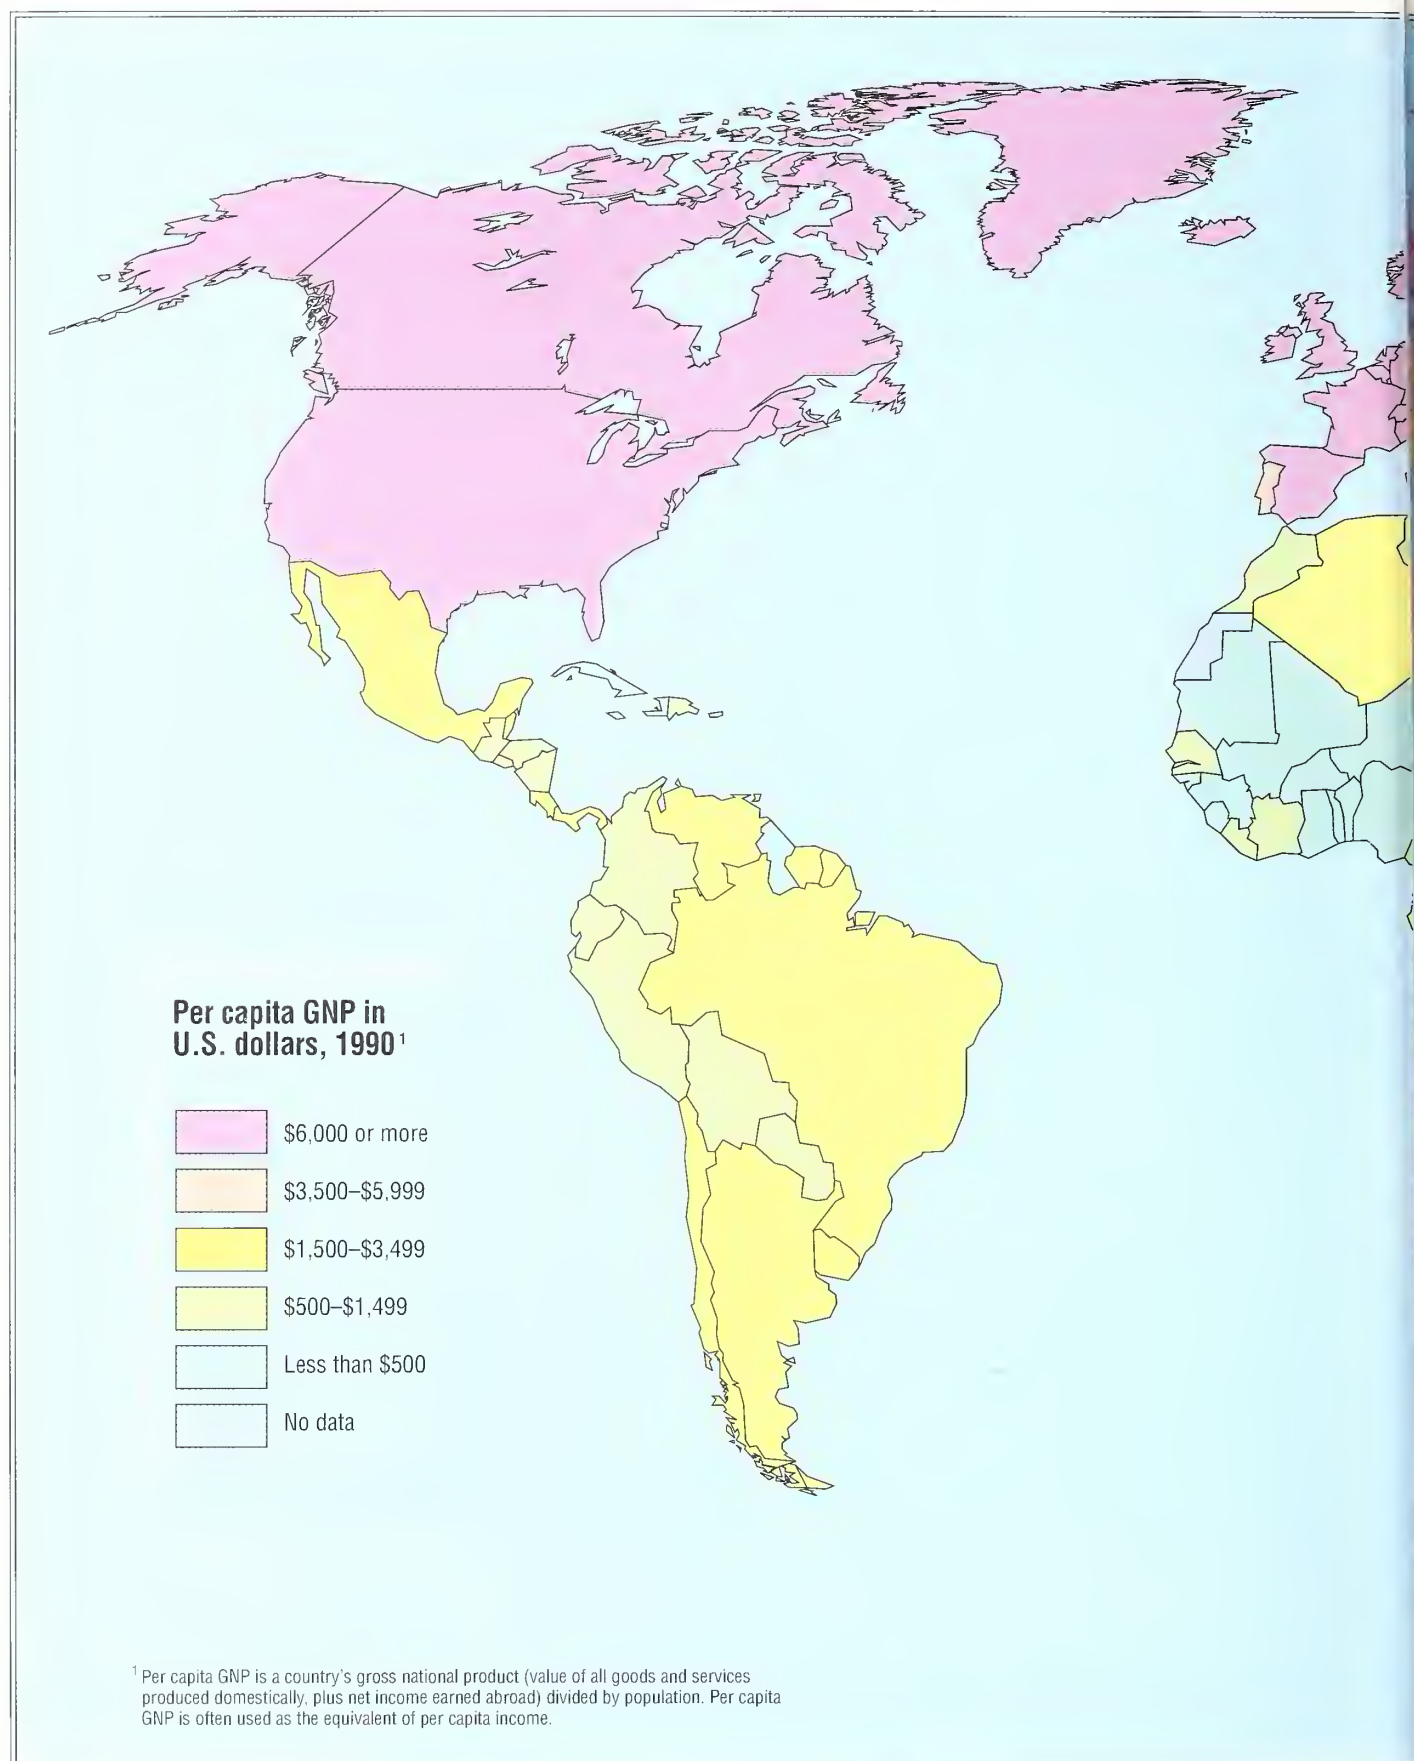 Per capita GNP in
U.S. dollars, 1990¹
$6,000 or more
$3,500–$5,999
$1,500–$3,499
$500–$1,499
Less than $500
No data
¹ Per capita GNP is a country's gross national product (value of all goods and services
produced domestically, plus net income earned abroad) divided by population. Per capita
GNP is often used as the equivalent of per capita income.